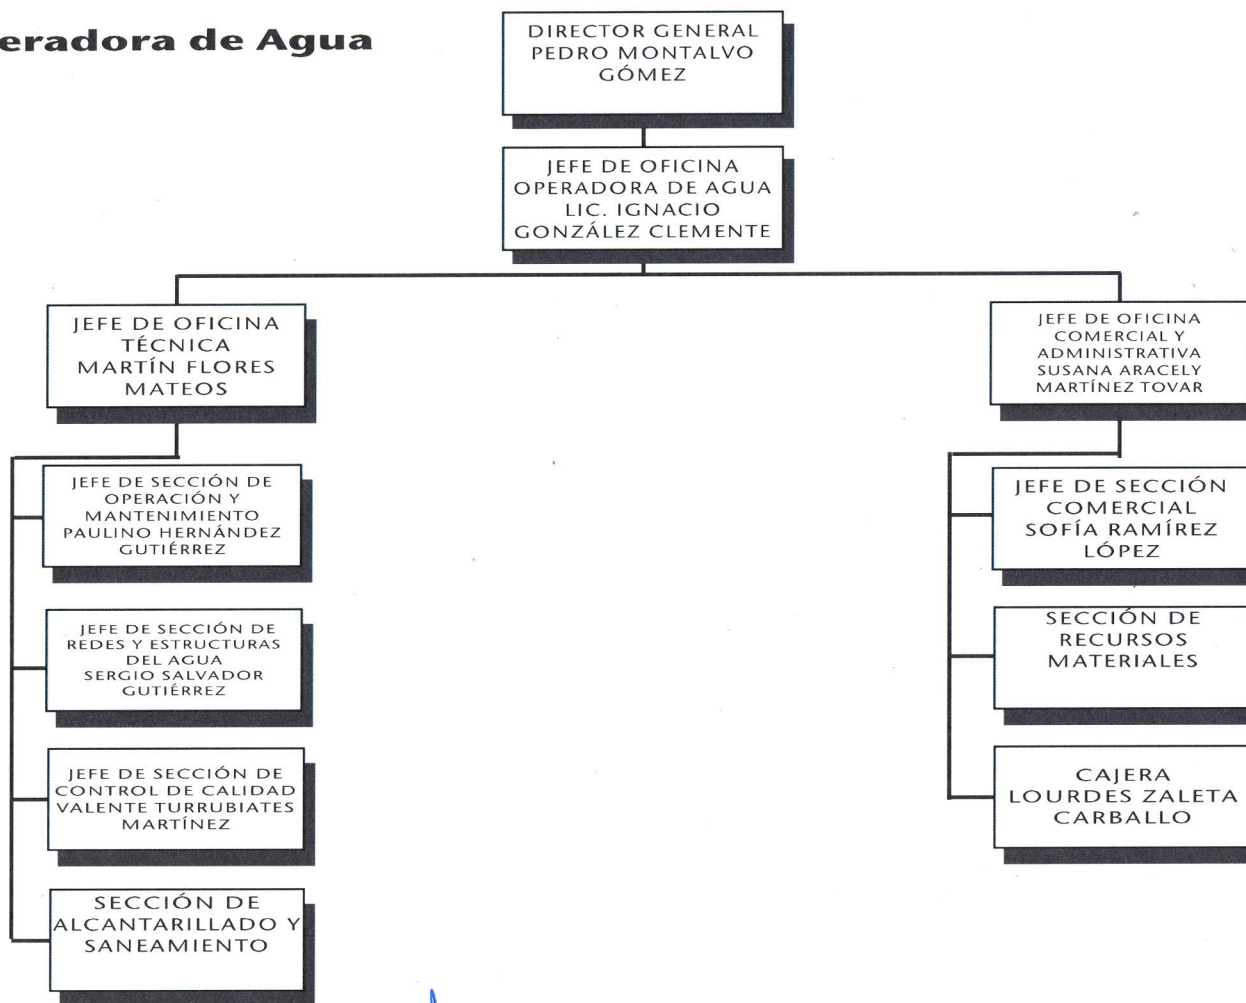 eradora de Agua
DIRECTOR GENERAL
PEDRO MONTALVO
GÓMEZ
JEFE DE OFICINA
OPERADORA DE AGUA
LIC. IGNACIO
GONZÁLEZ CLEMENTE
JEFE DE OFICINA
TÉCNICA
MARTÍN FLORES
MATEOS
JEFE DE OFICINA
COMERCIAL Y
ADMINISTRATIVA
SUSANA ARACELY
MARTÍNEZ TOVAR
JEFE DE SECCIÓN DE
OPERACIÓN Y
MANTENIMIENTO
PAULINO HERNÁNDEZ
GUTIÉRREZ
JEFE DE SECCIÓN
COMERCIAL
SOFÍA RAMÍREZ
LÓPEZ
JEFE DE SECCIÓN DE
REDES Y ESTRUCTURAS
DEL AGUA
SERGIO SALVADOR
GUTIÉRREZ
SECCIÓN DE
RECURSOS
MATERIALES
JEFE DE SECCIÓN DE
CONTROL DE CALIDAD
VALENTE TURRUBIATES
MARTÍNEZ
CAJERA
LOURDES ZALETA
CARBALLO
SECCIÓN DE
ALCANTARILLADO Y
SANEAMIENTO